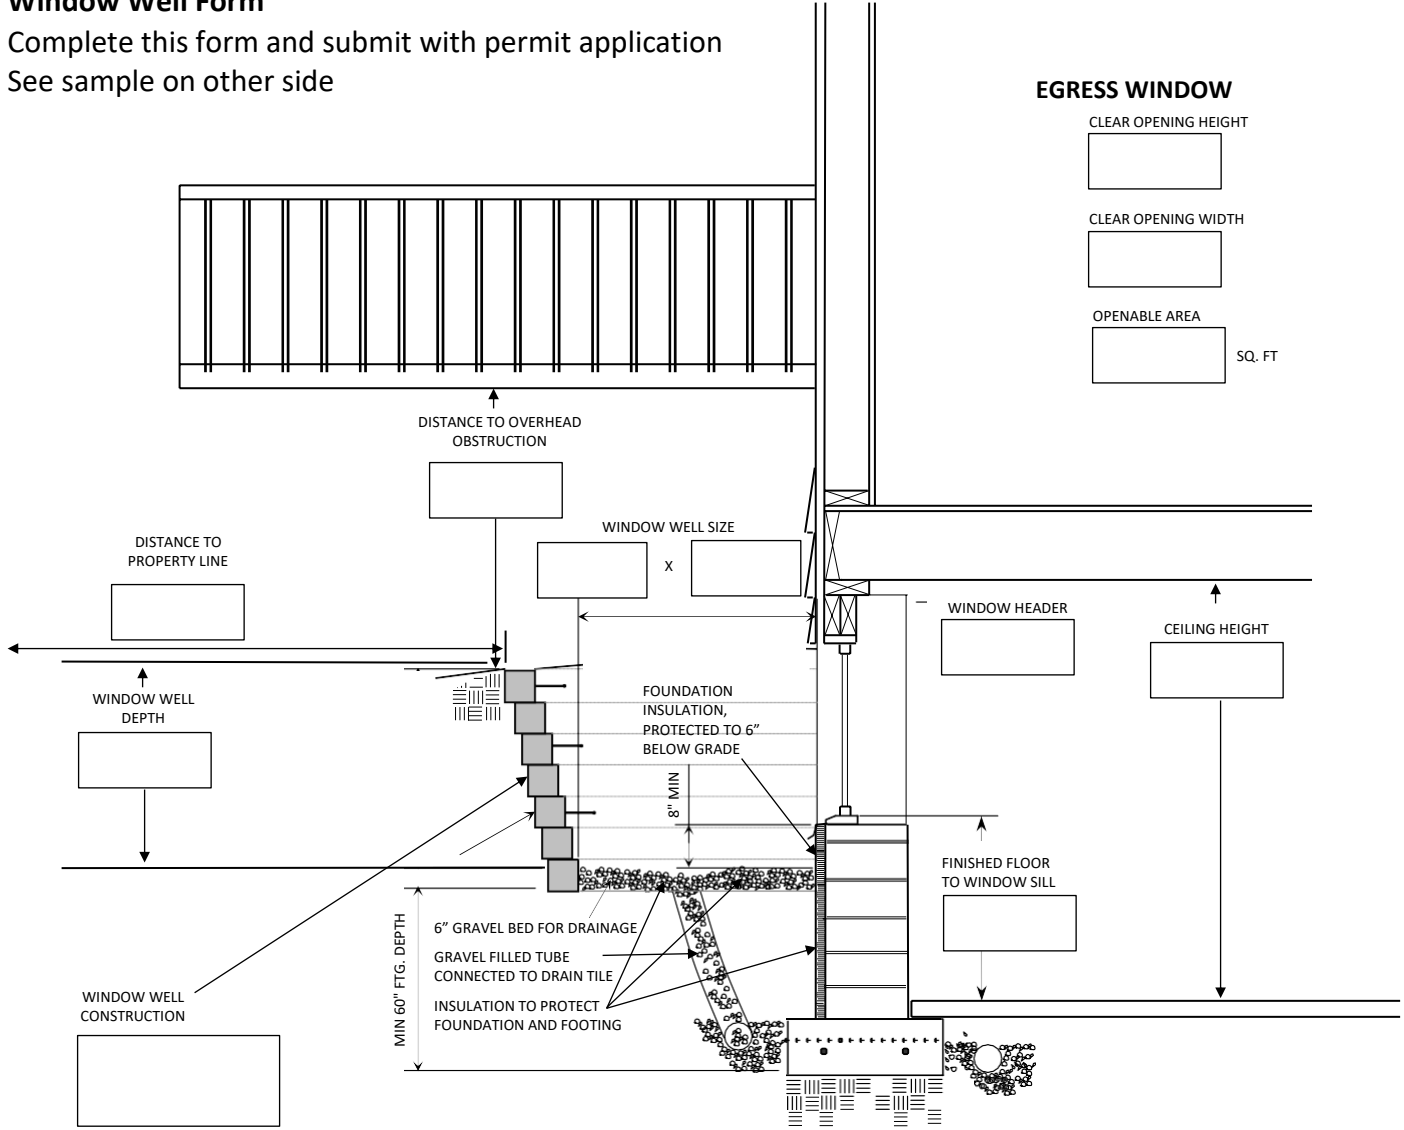 Window Well Form
Complete this form and submit with permit application
See sample on other side
EGRESS WINDOW
CLEAR OPENING HEIGHT
CLEAR OPENING WIDTH
OPENABLE AREA
SQ. FT
DISTANCE TO OVERHEAD
OBSTRUCTION
WINDOW WELL SIZE
X
DISTANCE TO
PROPERTY LINE
WINDOW HEADER
CEILING HEIGHT
WINDOW WELL
DEPTH
FOUNDATION
INSULATION,
PROTECTED TO 6”
BELOW GRADE
8" MIN
FINISHED FLOOR
TO WINDOW SILL
6” GRAVEL BED FOR DRAINAGE
GRAVEL FILLED TUBE
CONNECTED TO DRAIN TILE
INSULATION TO PROTECT
FOUNDATION AND FOOTING
MIN 60" FTG. DEPTH
WINDOW WELL
CONSTRUCTION